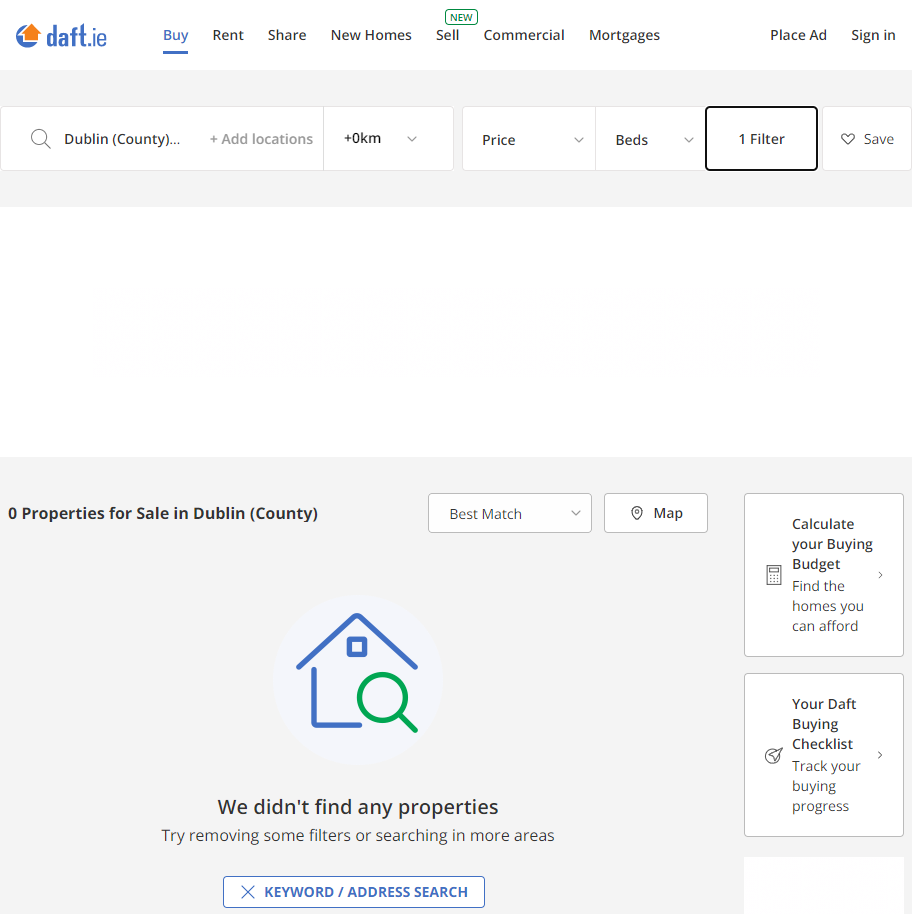 daft.ie
Buy
Rent
Share
New Homes
NEW
Sell
Commercial
Mortgages
Place Ad
Sign in
Dublin (County)...
+ Add locations
+0km
Price
Beds
1 Filter
Save
0 Properties for Sale in Dublin (County)
Best Match
Map
We didn't find any properties
Try removing some filters or searching in more areas
KEYWORD / ADDRESS SEARCH
Calculate
your Buying
Budget
Find the
homes you
can afford
Your Daft
Buying
Checklist
Track your
buying
progress